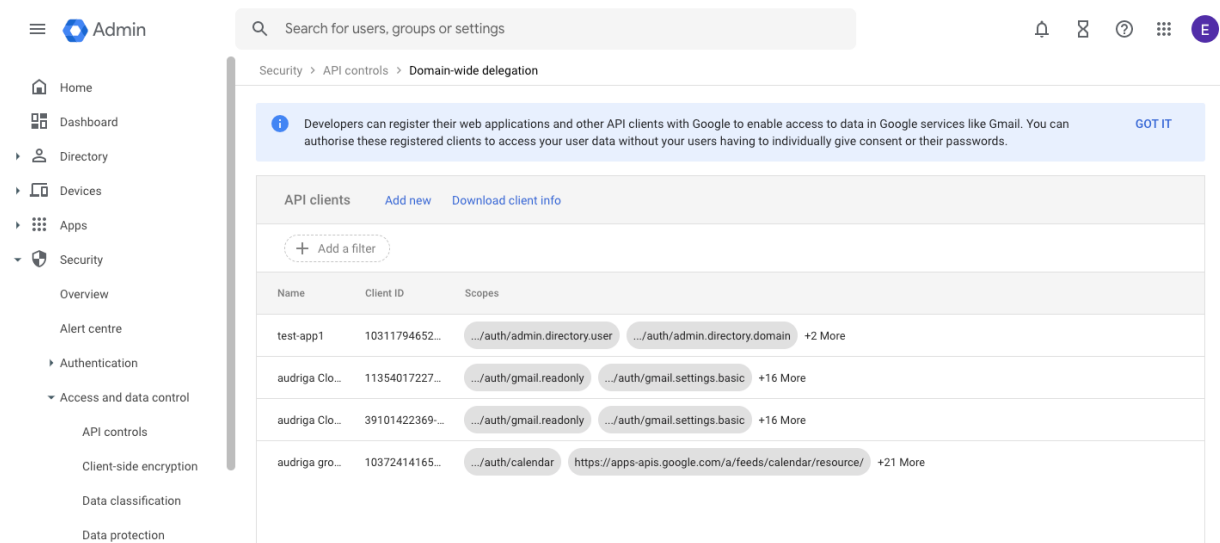 Admin
Search for users, groups or settings
E
Home
Dashboard
Directory
Devices
Apps
Security
Overview
Alert centre
Authentication
Access and data control
API controls
Client-side encryption
Data classification
Data protection
Security > API controls > Domain-wide delegation
Developers can register their web applications and other API clients with Google to enable access to data in Google services like Gmail. You can
authorise these registered clients to access your user data without your users having to individually give consent or their passwords.
GOT IT
API clients Add new Download client info
Add a filter
Name Client ID Scopes
test-app1 10311794652... .../auth/admin.directory.user .../auth/admin.directory.domain +2 More
audriga Clo... 11354017227... .../auth/gmail.readonly .../auth/gmail.settings.basic +16 More
audriga Clo... 39101422369-... .../auth/gmail.readonly .../auth/gmail.settings.basic +16 More
audriga gro... 10372414165... .../auth/calendar https://apps-apis.google.com/a/feeds/calendar/resource/ +21 More